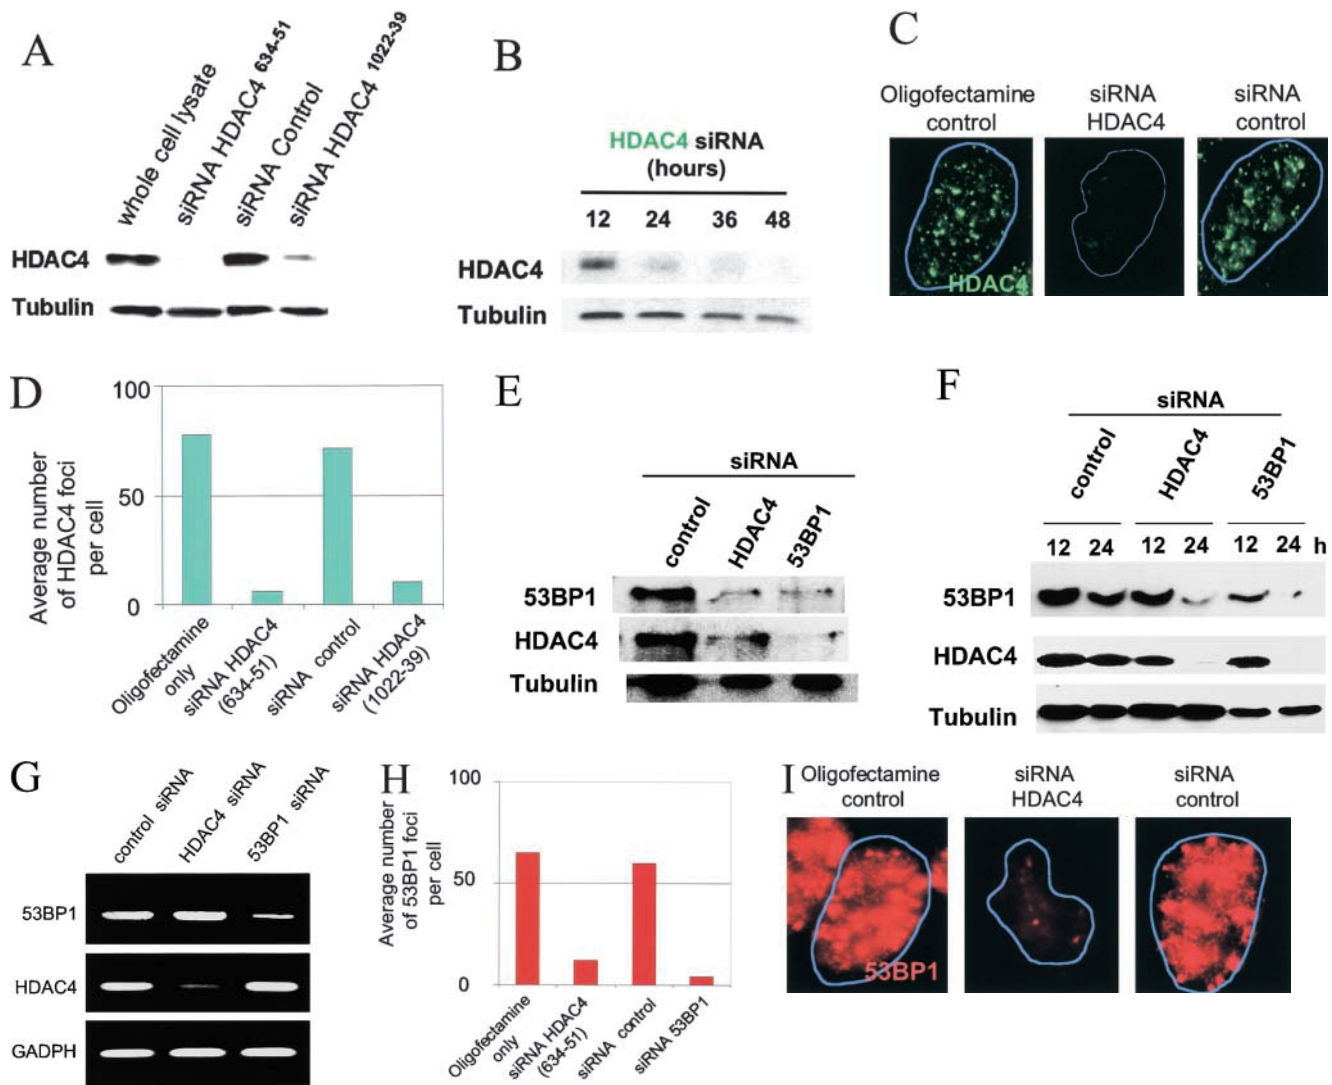 A
whole cell lysate
siRNA HDAC4 634-51
siRNA Control
siRNA HDAC4 1022-39
HDAC4
Tubulin
B
HDAC4 siRNA
(hours)
12 24 36 48
HDAC4
Tubulin
C
Oligofectamine
control
siRNA
HDAC4
siRNA
control
HDAC4
D
Average number
of HDAC4 foci
per cell
100
50
0
Oligofectamine
only
siRNA HDAC4
(634-51)
siRNA control
siRNA HDAC4
(1022-39)
E
siRNA
control
HDAC4
53BP1
53BP1
HDAC4
Tubulin
F
siRNA
control
HDAC4
53BP1
12 24 12 24 12 24 h
53BP1
HDAC4
Tubulin
G
control siRNA
HDAC4 siRNA
53BP1 siRNA
53BP1
HDAC4
GADPH
H
Average number
of 53BP1 foci
per cell
100
50
0
Oligofectamine
only
siRNA HDAC4
(634-51)
siRNA control
siRNA 53BP1
I
Oligofectamine
control
siRNA
HDAC4
siRNA
control
53BP1